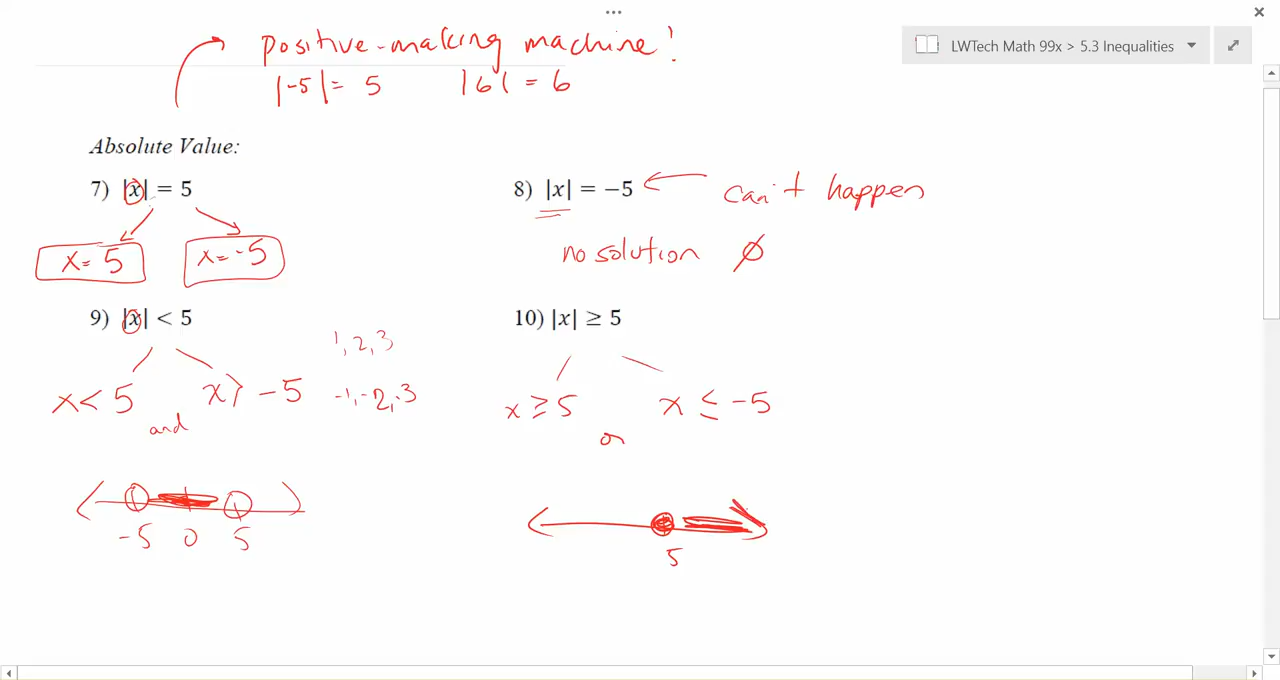 LWTech Math 99x > 5.3 Inequalities
positive-making machine!
|-5| = 5 |6| = 6
Absolute Value:
7) |x| = 5
x = 5 x = -5
8) |x| = −5 can't happen
no solution ∅
9) |x| < 5
1, 2, 3
x < 5 and x > -5 -1, -2, -3
-5 0 5
10) |x| ≥ 5
x ≥ 5 or x ≤ -5
5